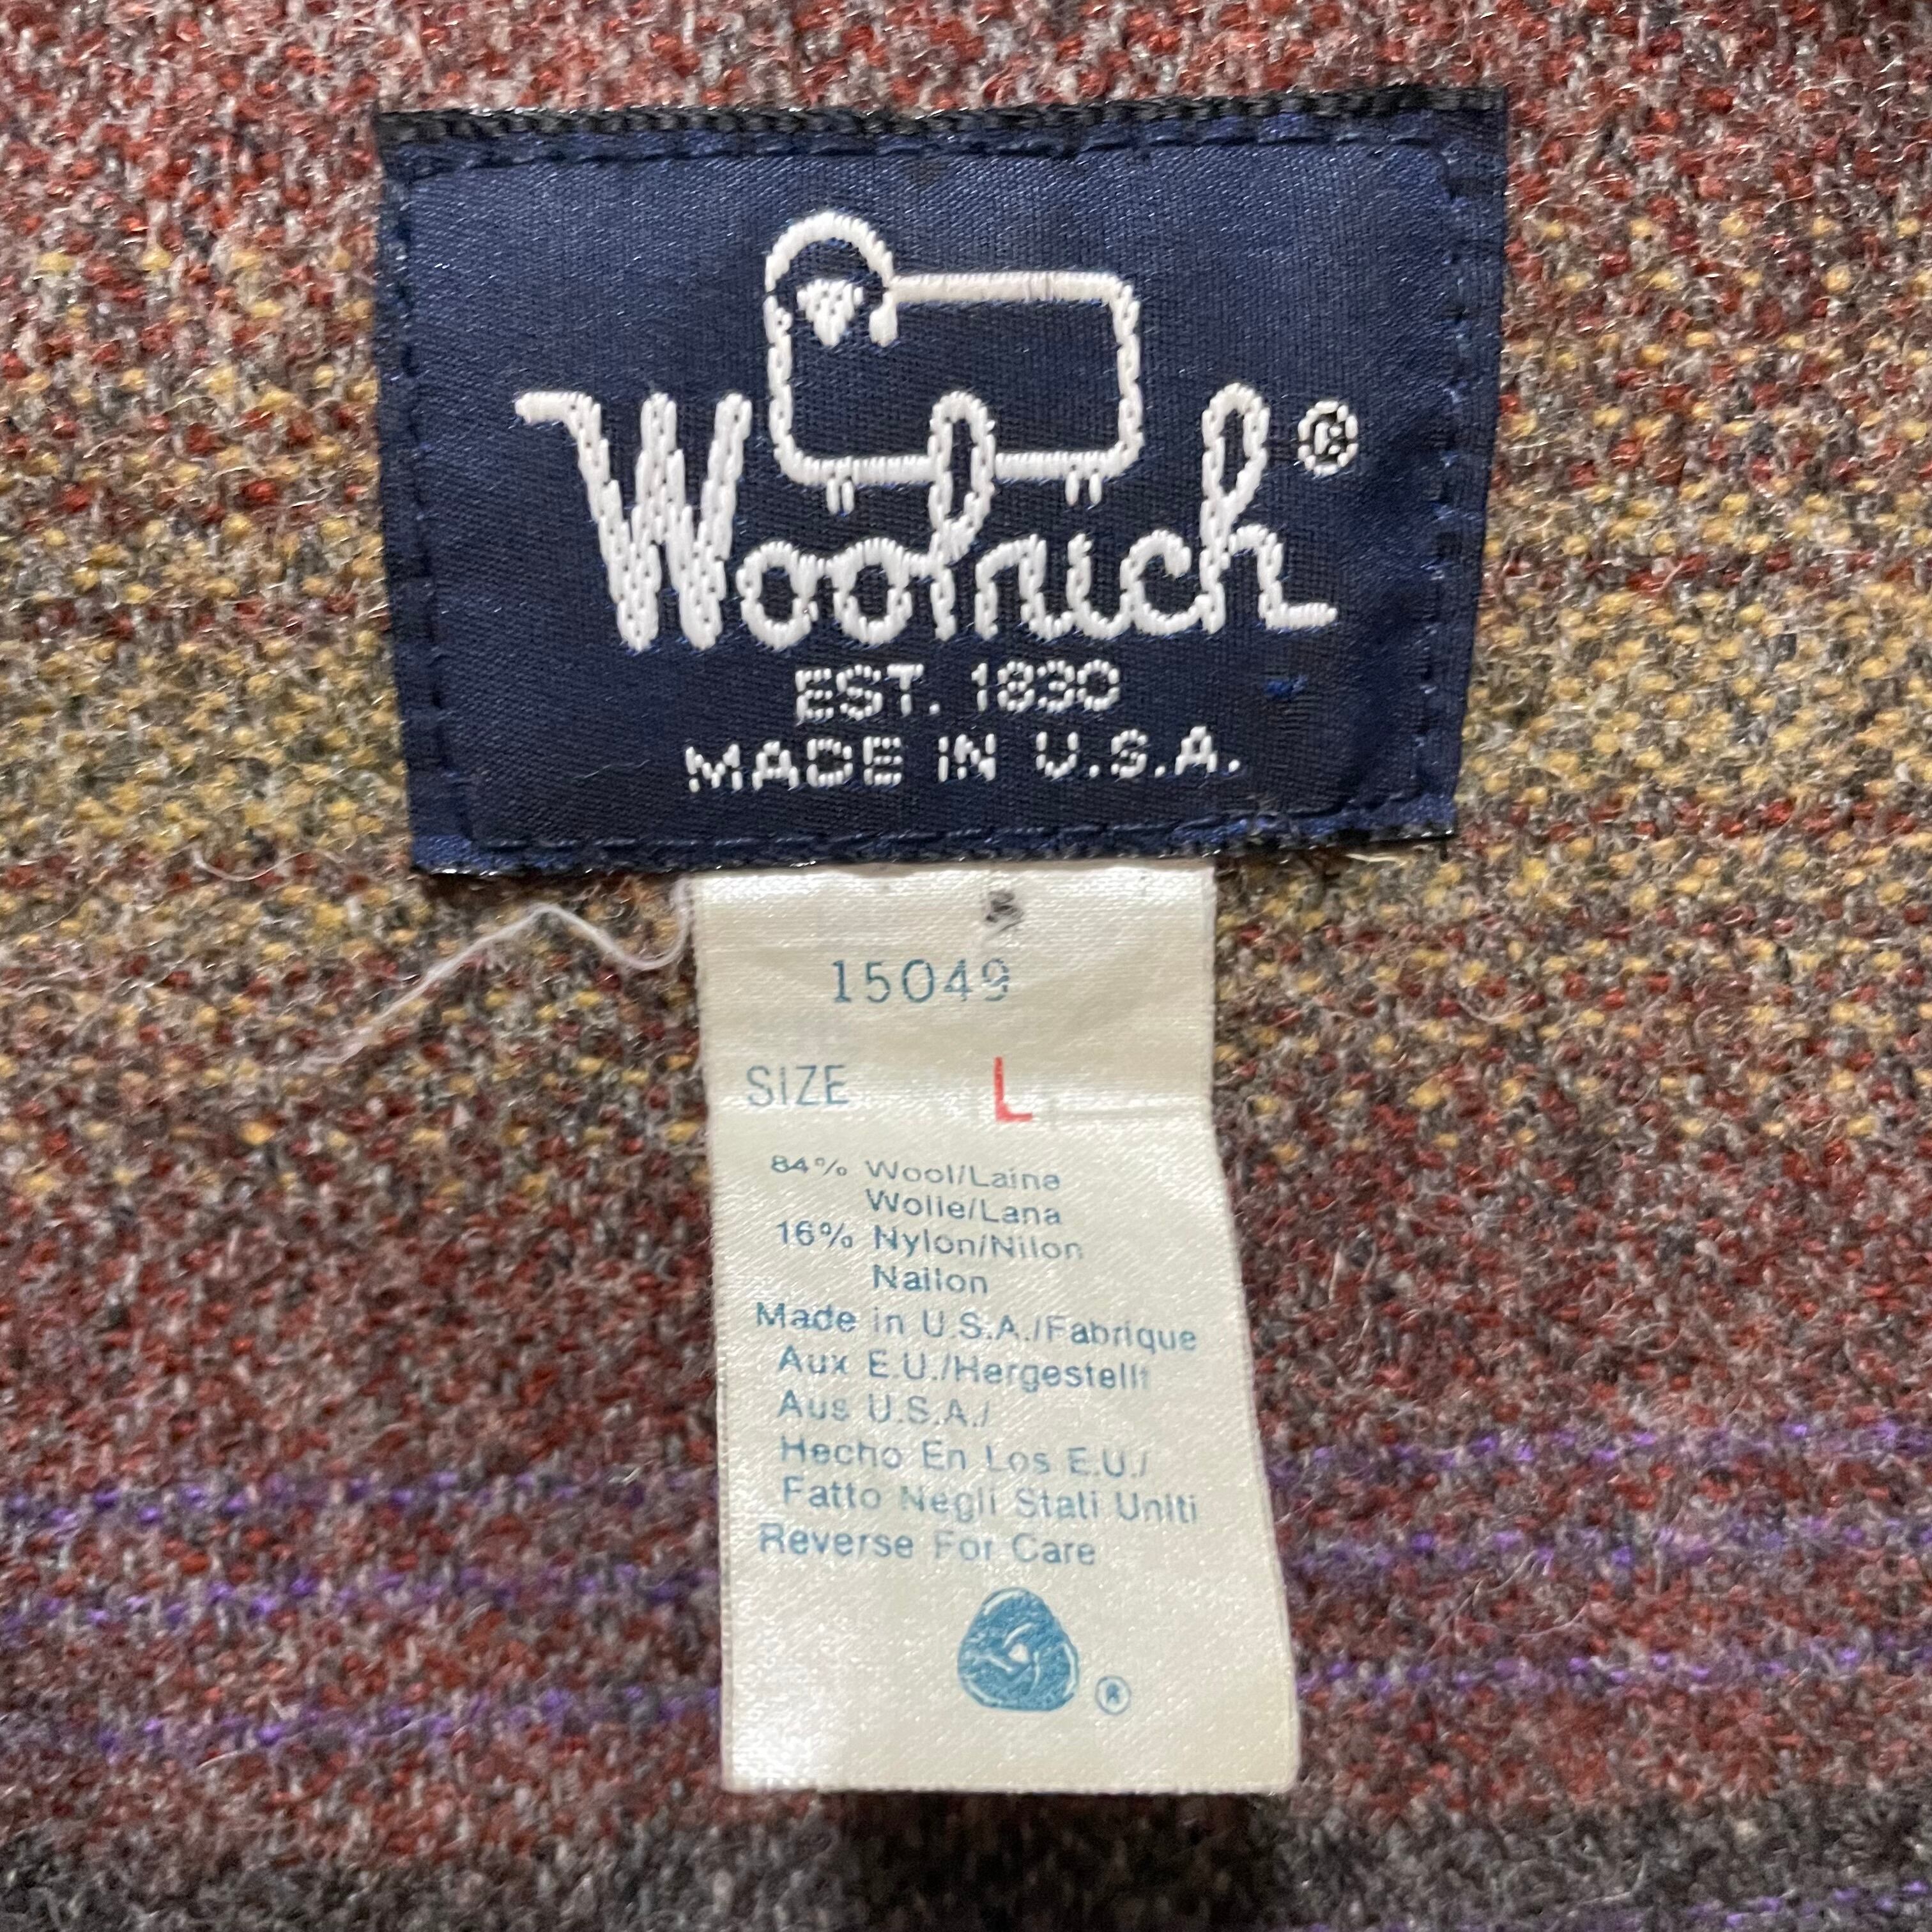 Woolrich®
EST. 1830
MADE IN U.S.A.
15049
SIZE L
84% Wool/Laine
Wolle/Lana
16% Nylon/Nilon
Nailon
Made in U.S.A./Fabrique
Aux E.U./Hergestellt
Aus U.S.A./
Hecho En Los E.U./
Fatto Negli Stati Uniti
Reverse For Care
®